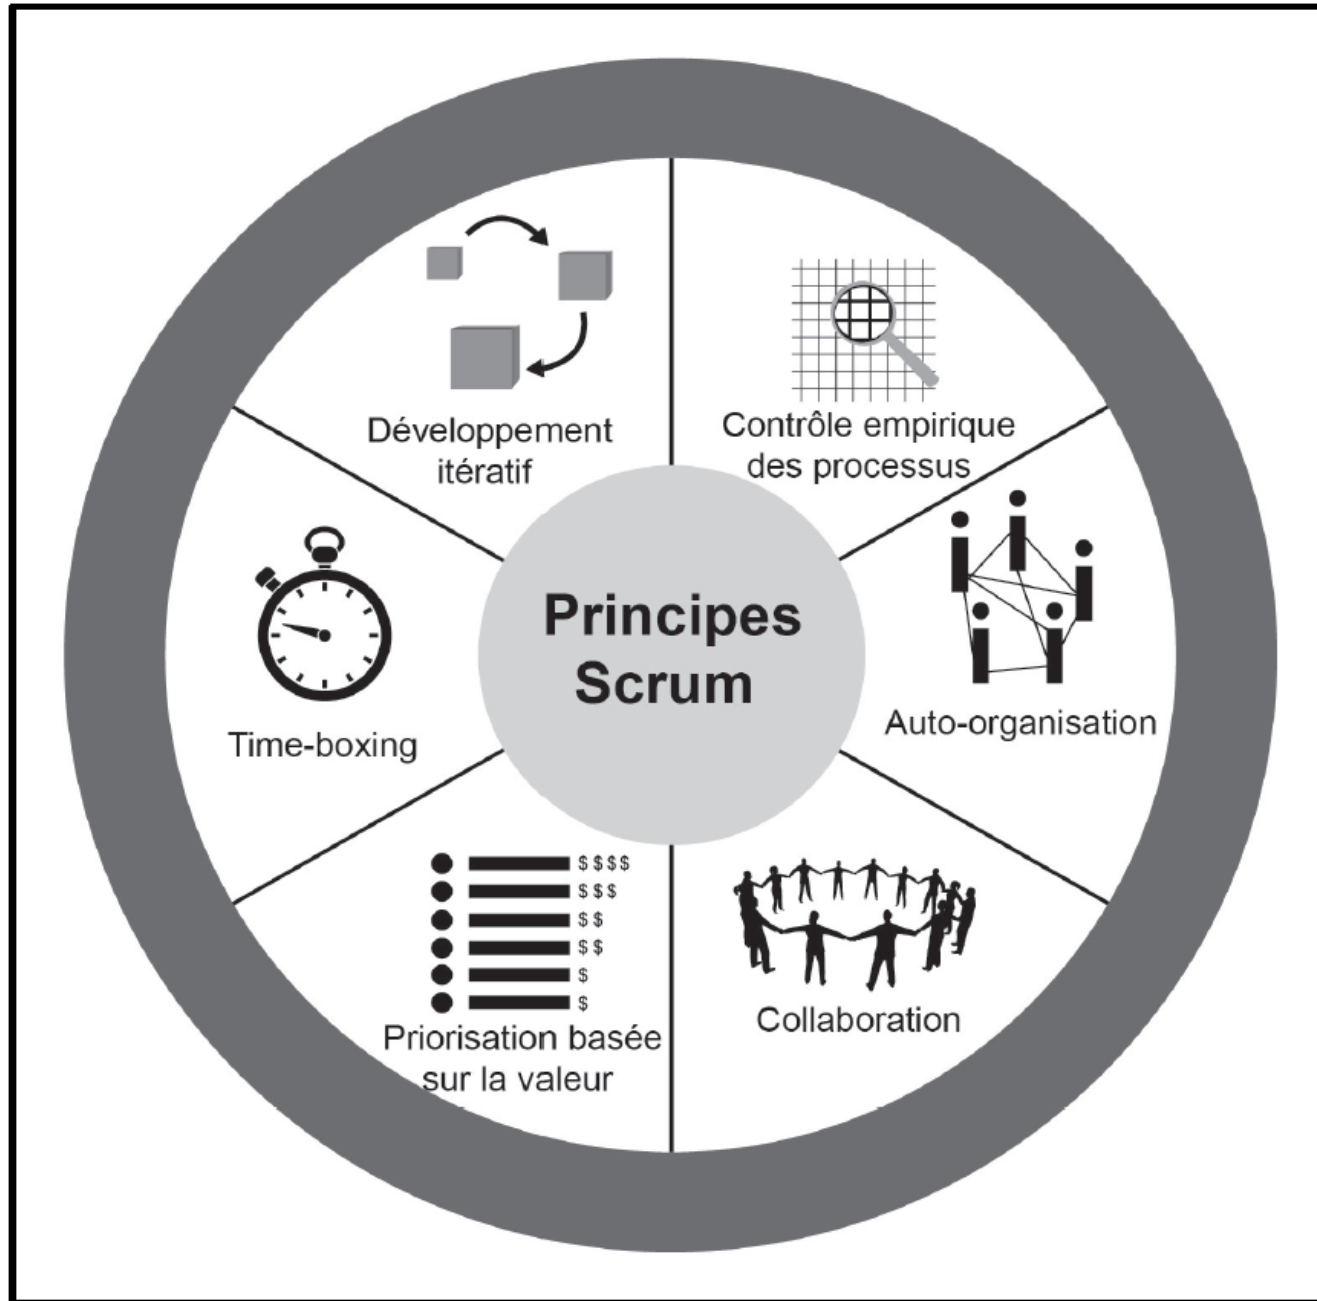 Principes
Scrum
Contrôle empirique
des processus
Auto-organisation
Collaboration
$$$$
$$$
$$
$$
$
$
Priorisation basée
sur la valeur
Time-boxing
Développement
itératif